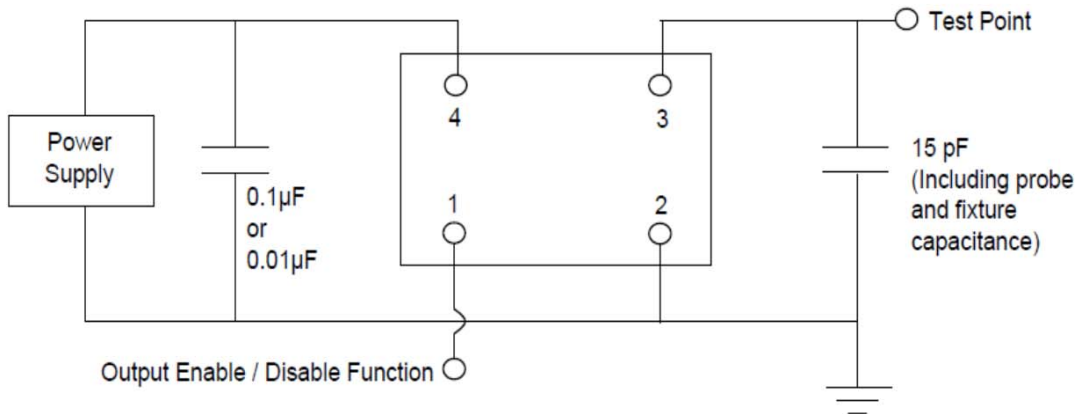 Test Point
4
3
Power
Supply
15 pF
(Including probe
and fixture
capacitance)
0.1µF
or
0.01µF
1
2
Output Enable / Disable Function